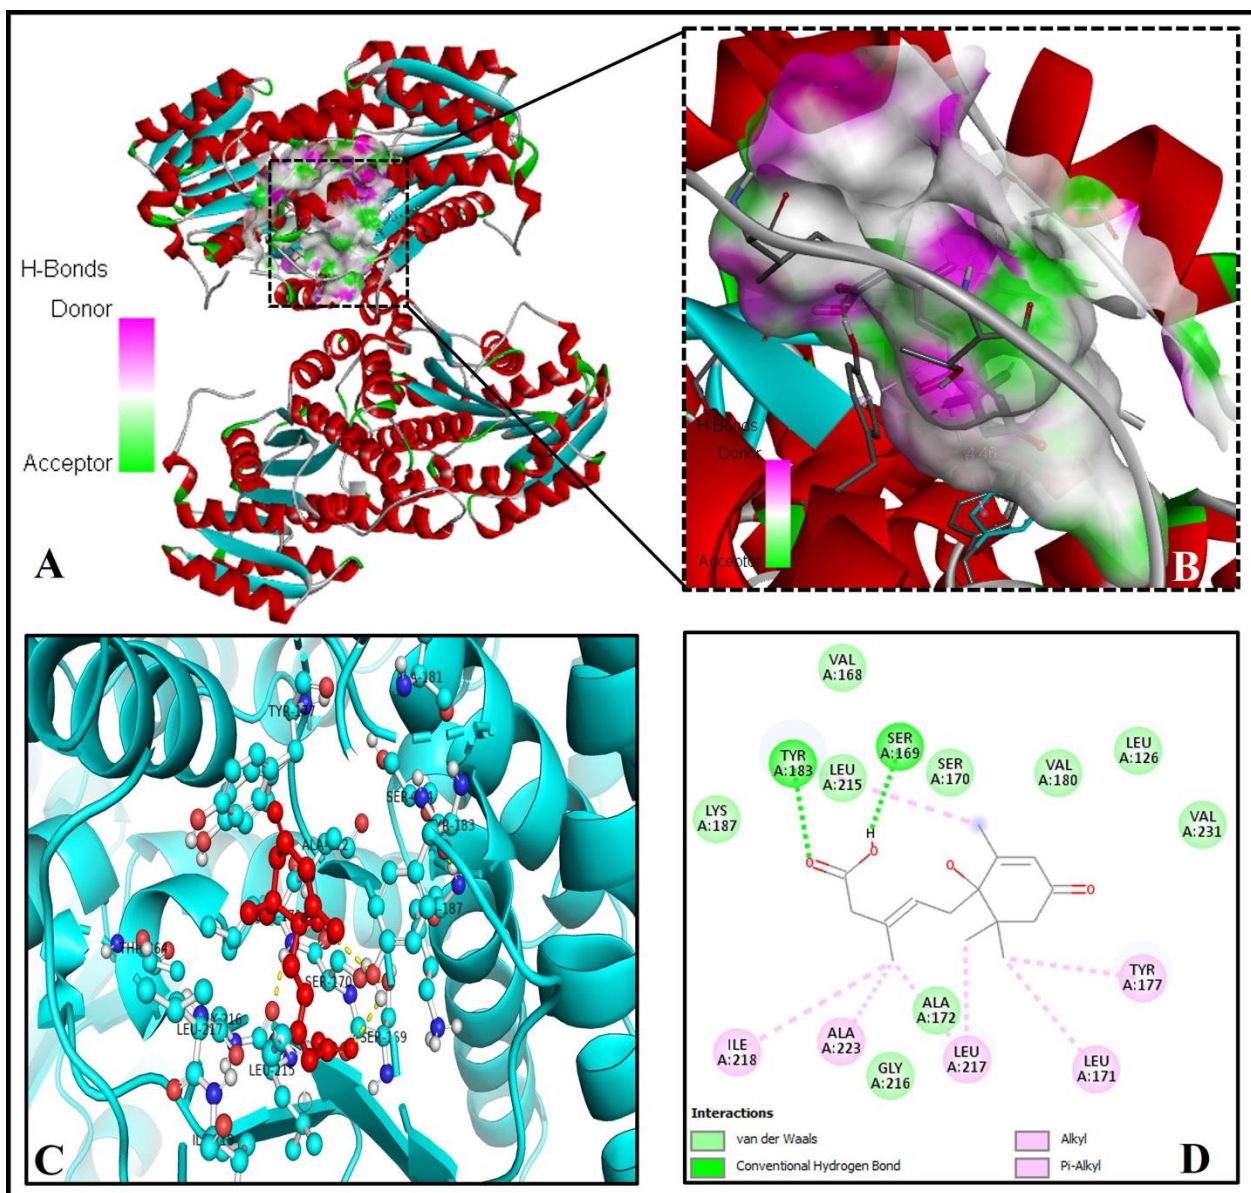 H-Bonds
Donor
Acceptor
A
H-Bonds
Donor
Acceptor
B
TYR-177
SER-170
SER-169
LEU-217
LEU-215
C
VAL
A:168
TYR
A:183
LEU
A:215
SER
A:169
SER
A:170
VAL
A:180
LEU
A:126
LYS
A:187
VAL
A:231
H
O
O
O
H
O
TYR
A:177
ILE
A:218
ALA
A:223
ALA
A:172
GLY
A:216
LEU
A:217
LEU
A:171
Interactions
van der Waals
Conventional Hydrogen Bond
Alkyl
Pi-Alkyl
D